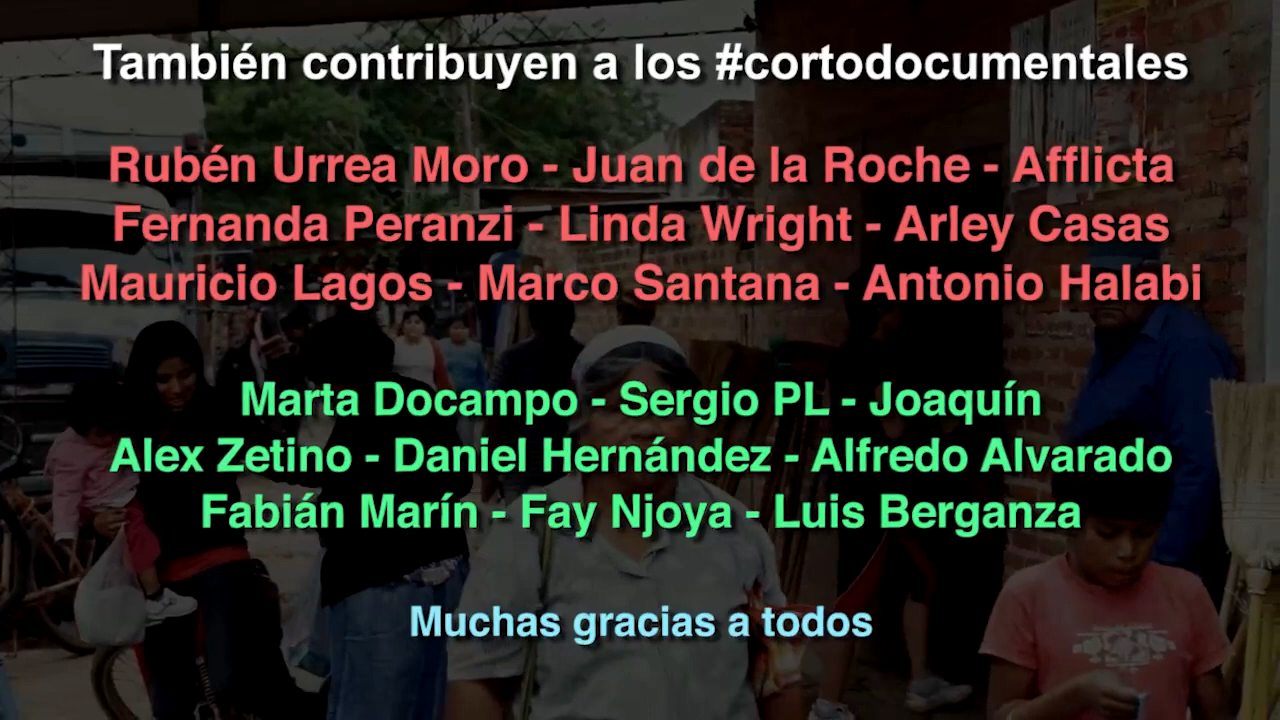 También contribuyen a los #cortodocumentales
Rubén Urrea Moro - Juan de la Roche - Afflicta
Fernanda Peranzi - Linda Wright - Arley Casas
Mauricio Lagos - Marco Santana - Antonio Halabi
Marta Docampo - Sergio PL - Joaquín
Alex Zetino - Daniel Hernández - Alfredo Alvarado
Fabián Marín - Fay Njoya - Luis Berganza
Muchas gracias a todos